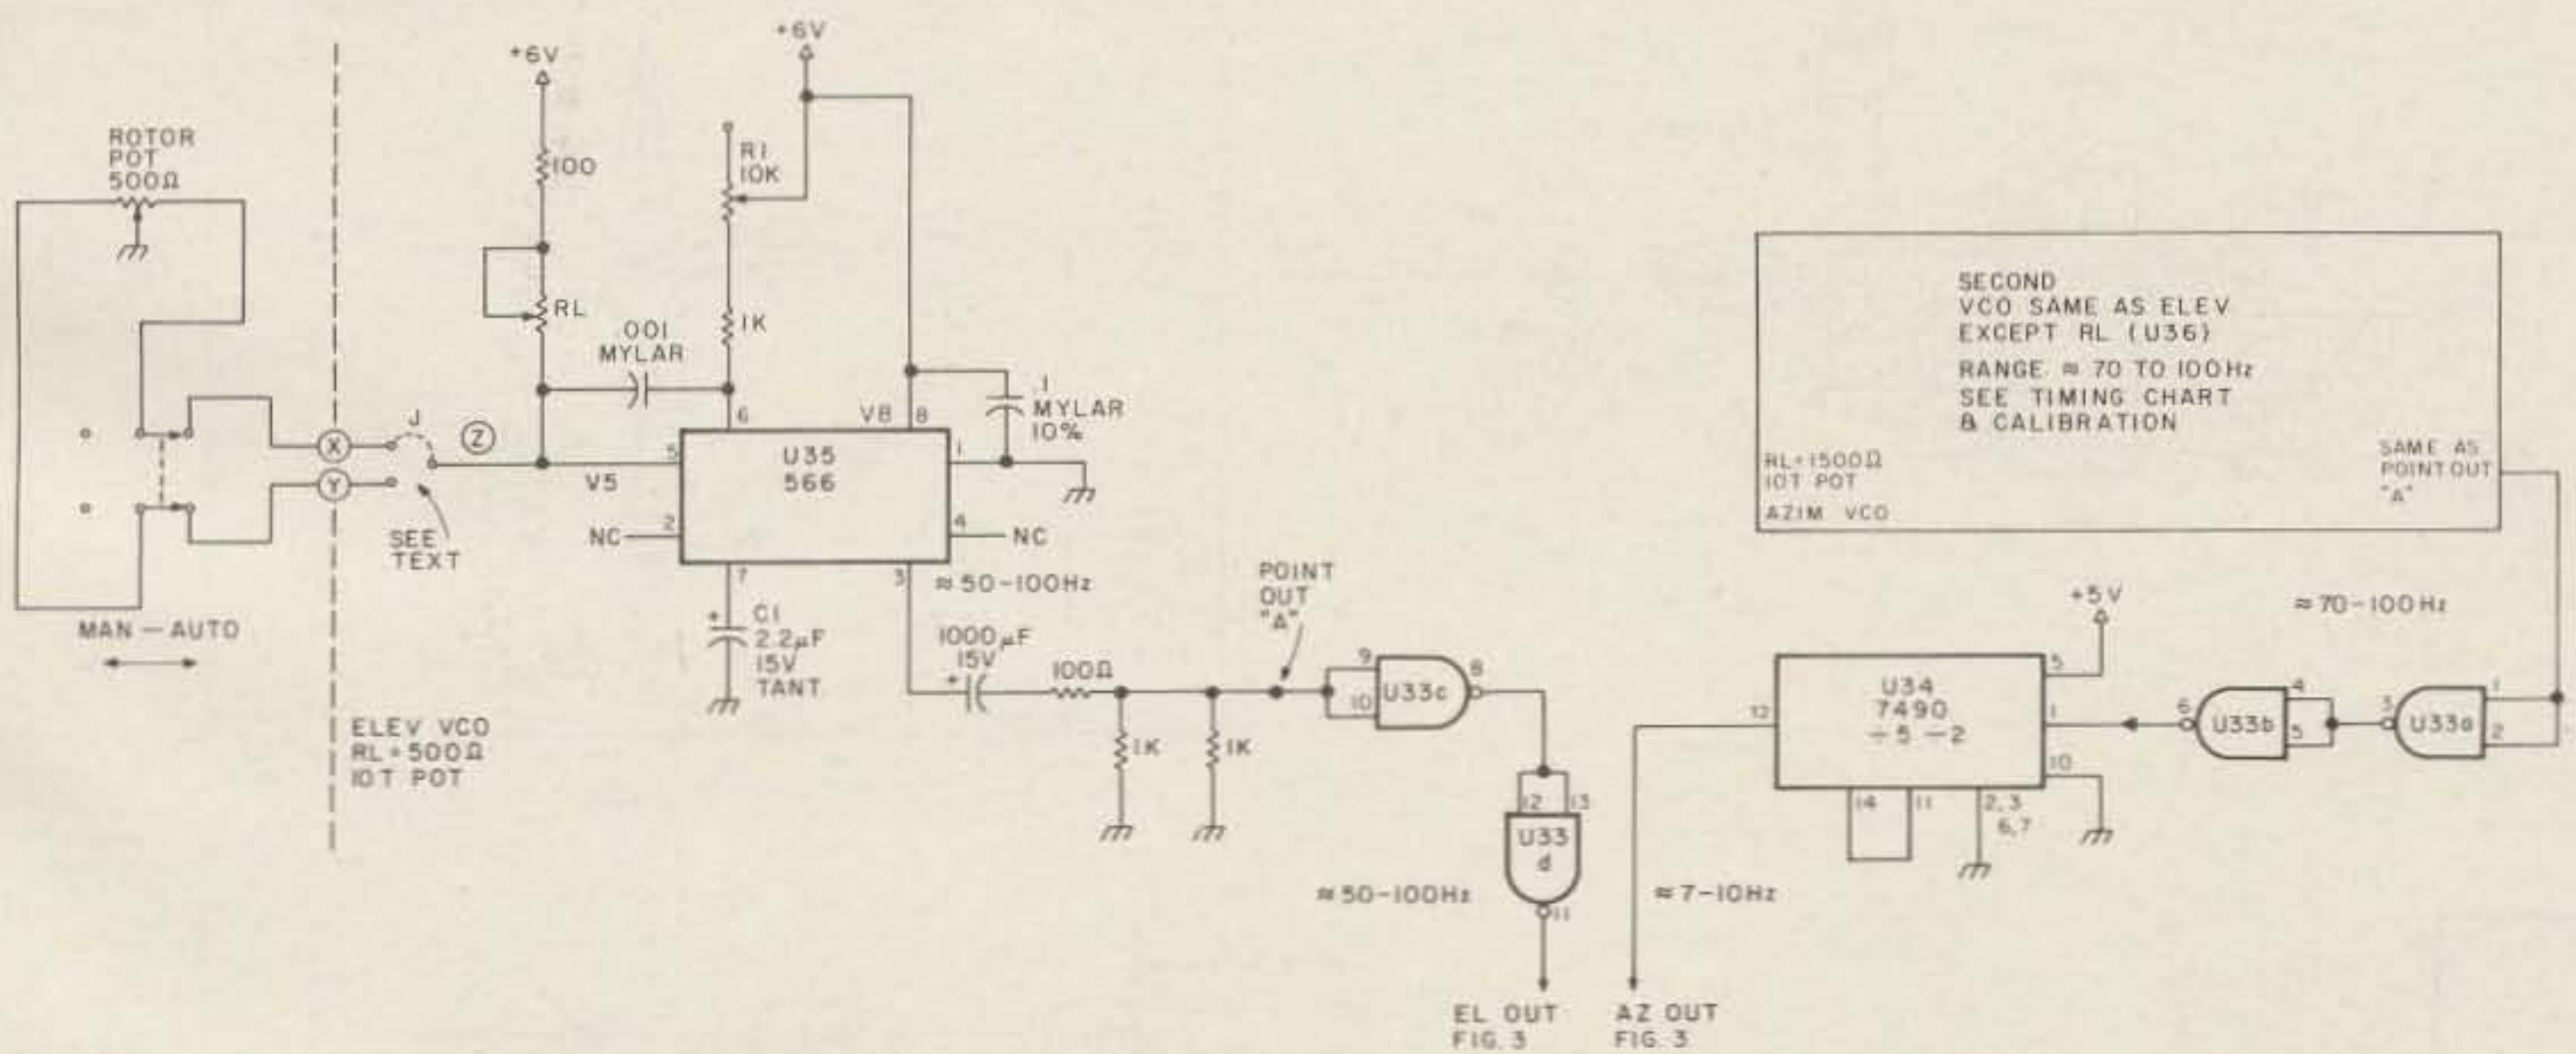 ROTOR
POT
500Ω
MAN — AUTO
X
Y
J
Z
SEE
TEXT
ELEV VCO
RL = 500Ω
10T POT
+6V
100
RL
.001
MYLAR
+6V
R1
10K
1K
6
V8
8
.1
MYLAR
10%
5
V5
U35
566
1
NC
2
4
NC
7
3
≈ 50-100Hz
+
C1
2.2µF
15V
TANT
1000µF
15V
+
100Ω
1K
1K
POINT
OUT
"A"
9
10
U33c
8
12
13
U33
d
11
≈ 50-100Hz
EL OUT
FIG. 3
SECOND
VCO SAME AS ELEV
EXCEPT RL (U36)
RANGE ≈ 70 TO 100Hz
SEE TIMING CHART
& CALIBRATION
RL=1500Ω
10T POT
AZIM VCO
SAME AS
POINT OUT
"A"
+5V
≈ 70-100Hz
U34
7490
÷5 -2
12
5
1
10
14
11
2,3
6,7
6
U33b
4
5
3
U33a
1
2
≈ 7-10Hz
AZ OUT
FIG. 3